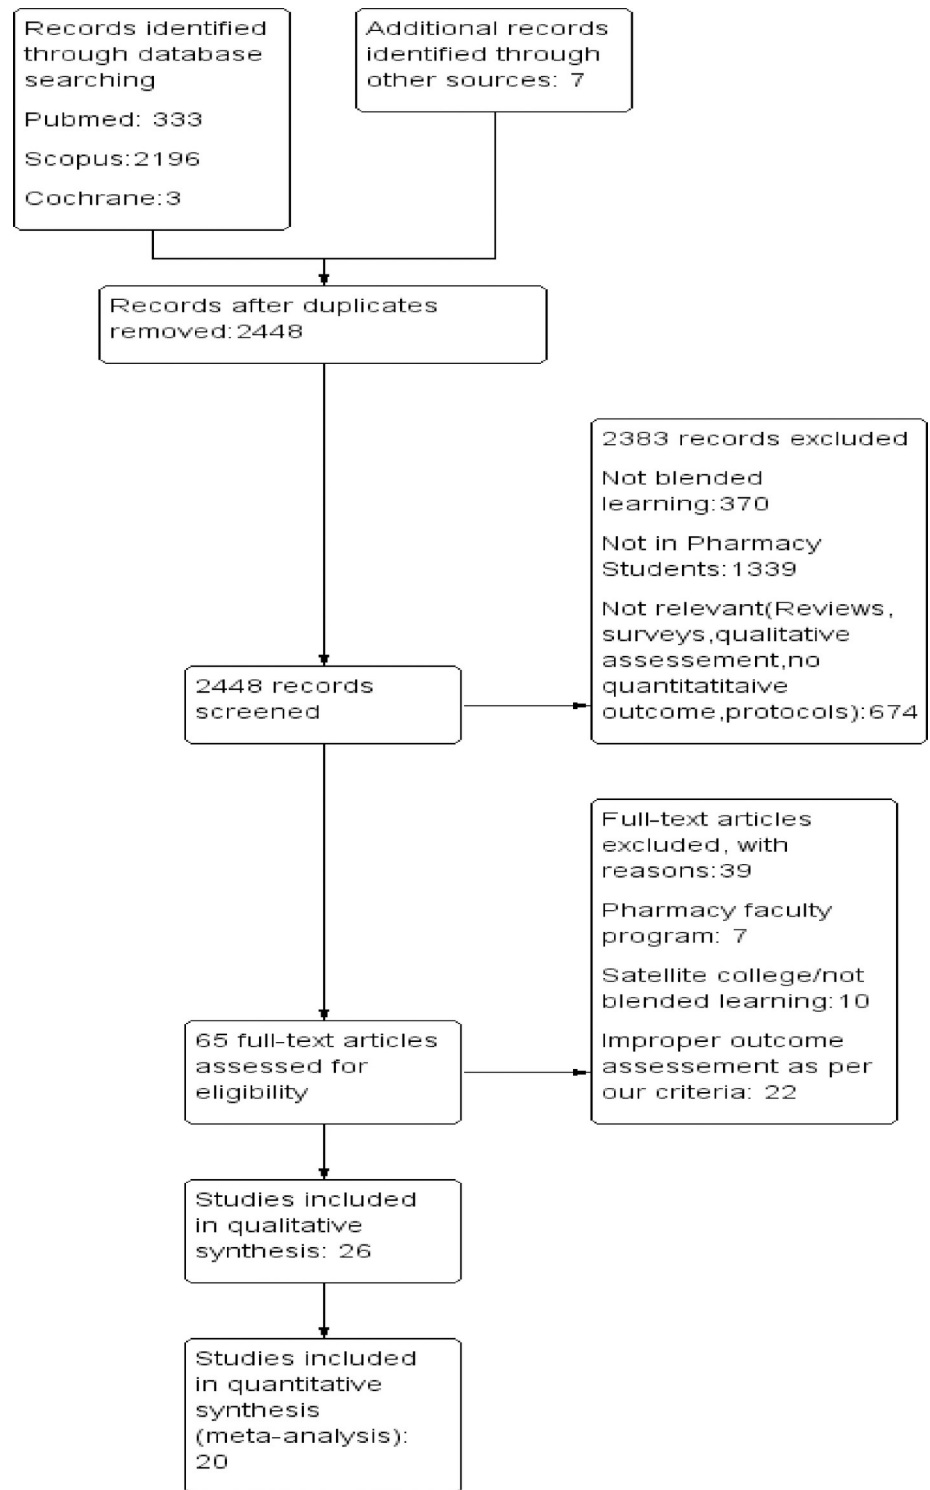 Records identified
through database
searching
Pubmed: 333
Scopus:2196
Cochrane:3
Additional records
identified through
other sources: 7
Records after duplicates
removed:2448
2383 records excluded
Not blended
learning:370
Not in Pharmacy
Students:1339
Not relevant(Reviews,
surveys,qualitative
assessement,no
quantatitaive
outcome,protocols):674
2448 records
screened
Full-text articles
excluded, with
reasons:39
Pharmacy faculty
program: 7
Satellite college/not
blended learning:10
Improper outcome
assessement as per
our criteria: 22
65 full-text articles
assessed for
eligibility
Studies included
in qualitative
synthesis: 26
Studies included
in quantitative
synthesis
(meta-analysis):
20